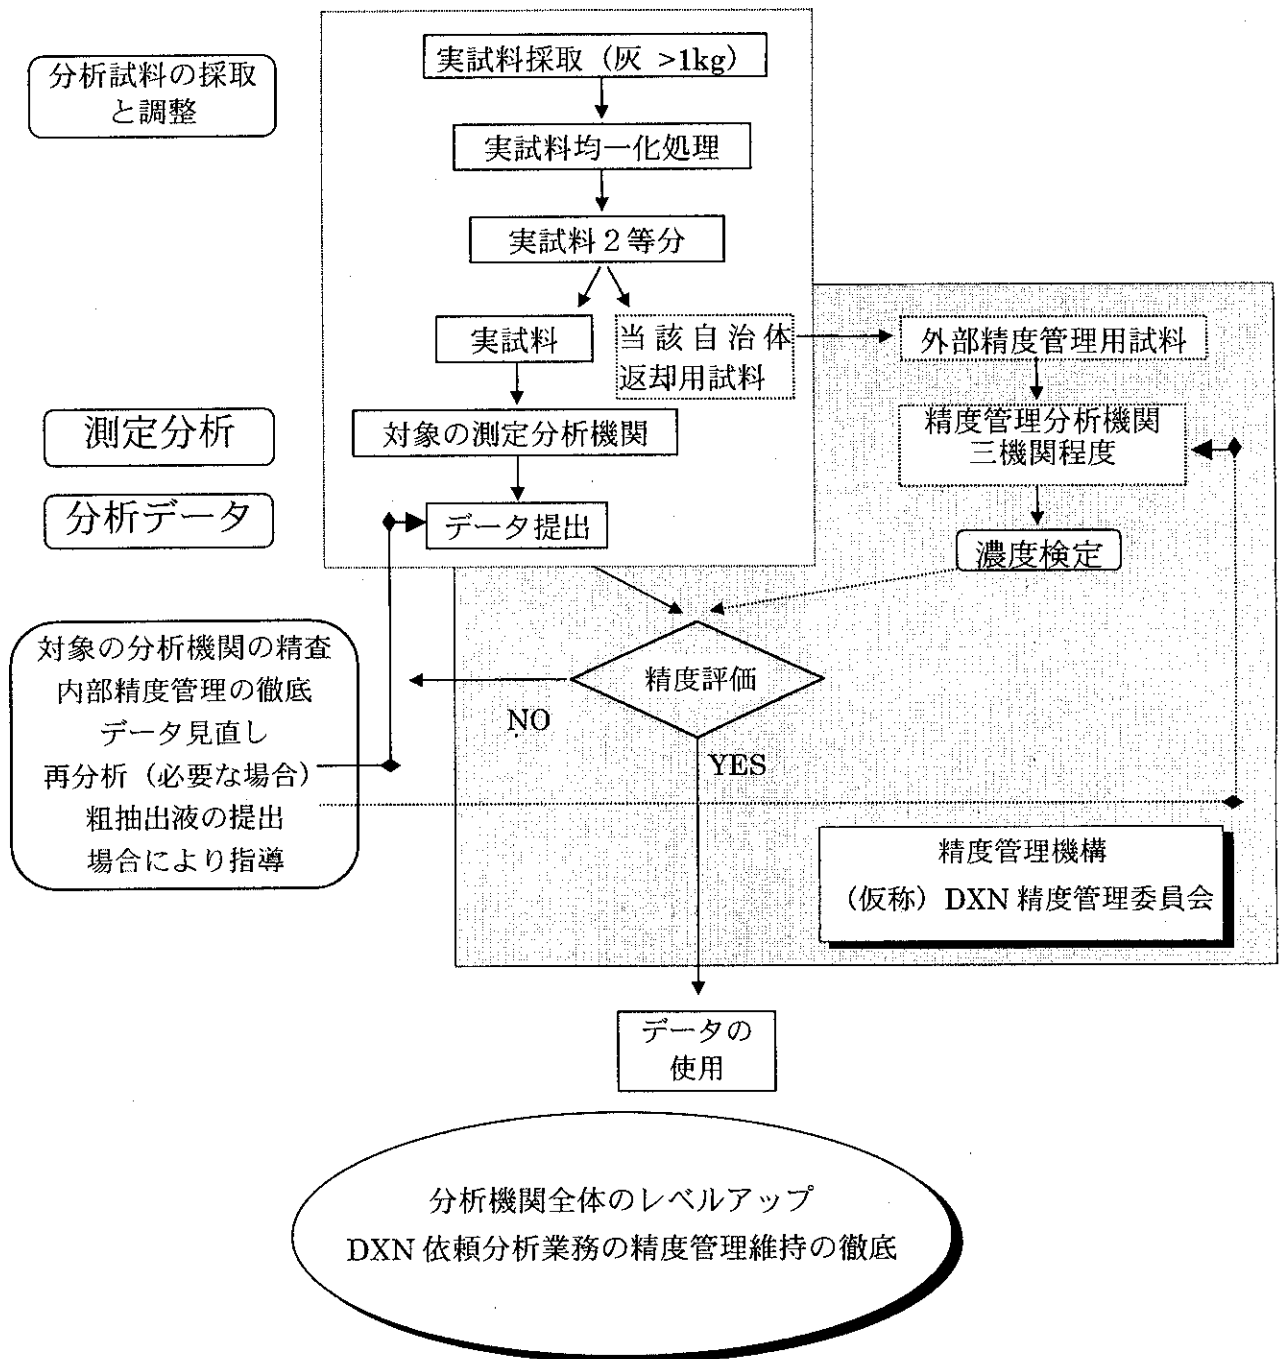 分析試料の採取
と調整
実試料採取（灰 >1kg）
実試料均一化処理
実試料２等分
実試料
当該自治体
返却用試料
外部精度管理用試料
測定分析
対象の測定分析機関
精度管理分析機関
三機関程度
分析データ
データ提出
濃度検定
対象の分析機関の精査
内部精度管理の徹底
データ見直し
再分析（必要な場合）
粗抽出液の提出
場合により指導
精度評価
NO
YES
精度管理機構
（仮称）DXN 精度管理委員会
データの
使用
分析機関全体のレベルアップ
DXN 依頼分析業務の精度管理維持の徹底